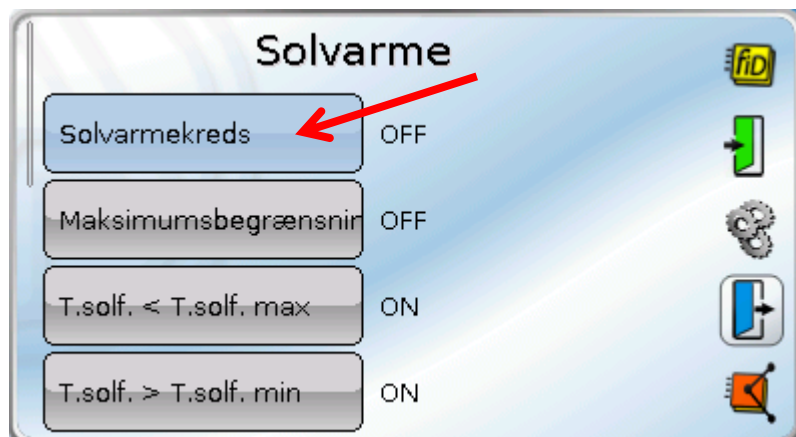 Solvarme
fiD
Solvarmekreds OFF
Maksimumsbegrænsnin OFF
T.solf. < T.solf. max ON
T.solf. > T.solf. min ON